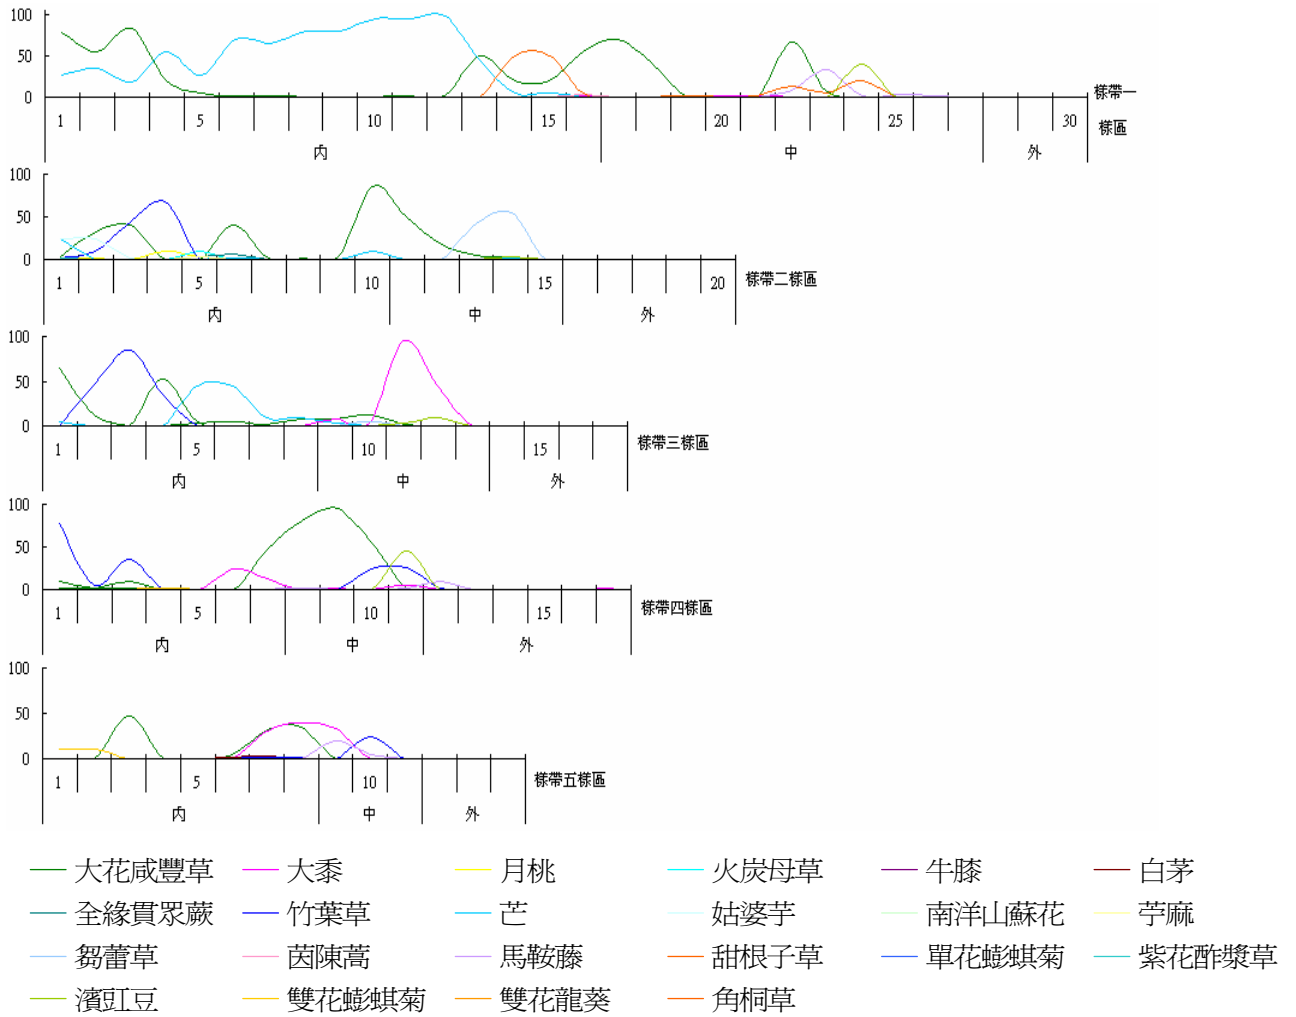 100
50
0
樣帶一
1 5 10 15 20 25 30
樣區
內 中 外
100
50
0
1 5 10 15 20
樣帶二樣區
內 中 外
100
50
0
1 5 10 15
樣帶三樣區
內 中 外
100
50
0
1 5 10 15
樣帶四樣區
內 中 外
100
50
0
1 5 10
樣帶五樣區
內 中 外
大花咸豐草 大黍 月桃 火炭母草 牛膝 白茅
全緣貫眾蕨 竹葉草 芒 姑婆芋 南洋山蘇花 苧麻
芻蕾草 茵陳蒿 馬鞍藤 甜根子草 單花蟛蜞菊 紫花酢漿草
濱豇豆 雙花蟛蜞菊 雙花龍葵 角桐草